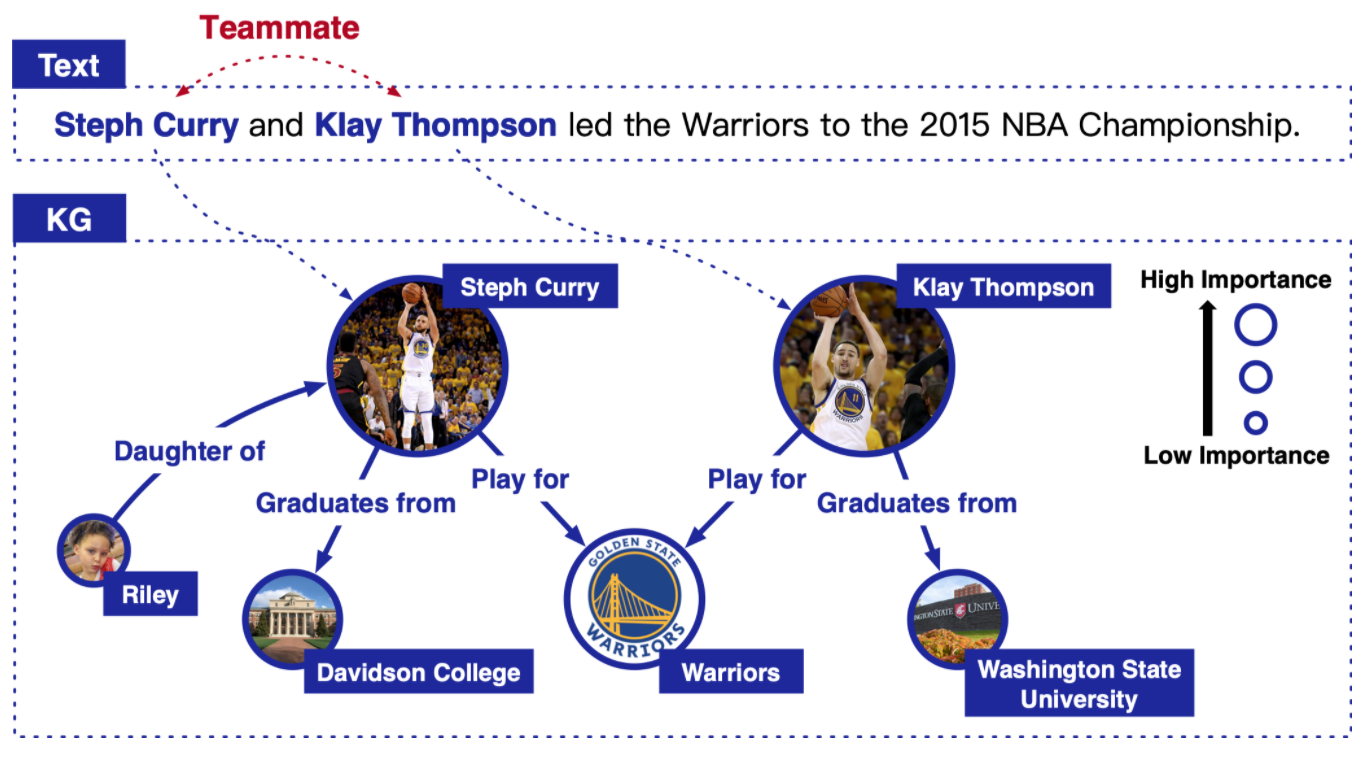 Teammate
Text
Steph Curry and Klay Thompson led the Warriors to the 2015 NBA Championship.
KG
Steph Curry
Klay Thompson
High Importance
Low Importance
Daughter of
Graduates from
Play for
Play for
Graduates from
Riley
GOLDEN STATE
WARRIORS
Davidson College
Warriors
Washington State
University